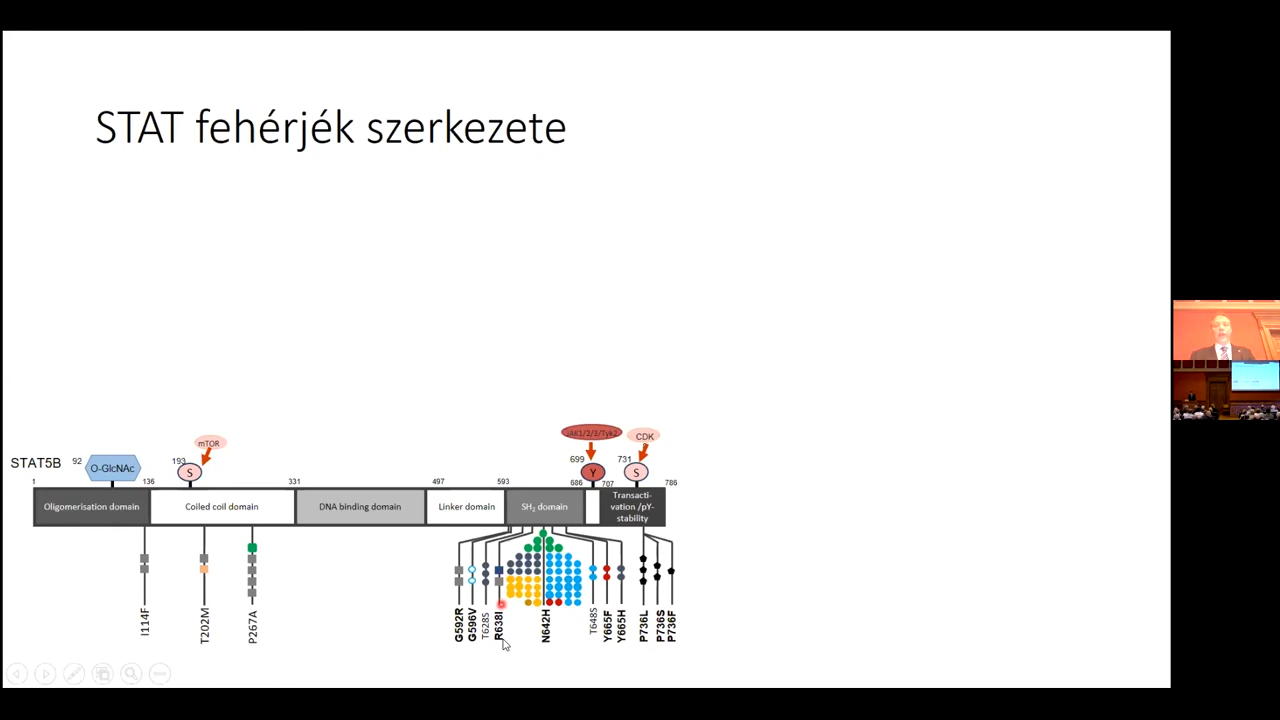 STAT fehérjék szerkezete
mTOR
JAK1/2/3/Tyk2
CDK
STAT5B
92
O-GlcNAc
193
S
699
Y
731
S
1
136
331
497
593
686
707
786
Oligomerisation domain
Coiled coil domain
DNA binding domain
Linker domain
SH2 domain
Transacti-
vation /pY-
stability
I114F
T202M
P267A
G592R
G596V
T628S
R638I
N642H
T648S
Y665F
Y665H
P736L
P736S
P736F